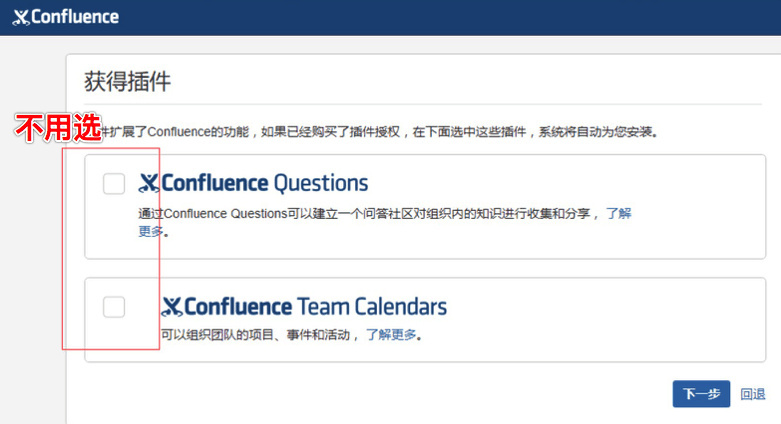 Confluence
获得插件
不用选
件扩展了Confluence的功能，如果已经购买了插件授权，在下面选中这些插件，系统将自动为您安装。
Confluence Questions
通过Confluence Questions可以建立一个问答社区对组织内的知识进行收集和分享，了解
更多。
Confluence Team Calendars
可以组织团队的项目、事件和活动，了解更多。
下一步 回退